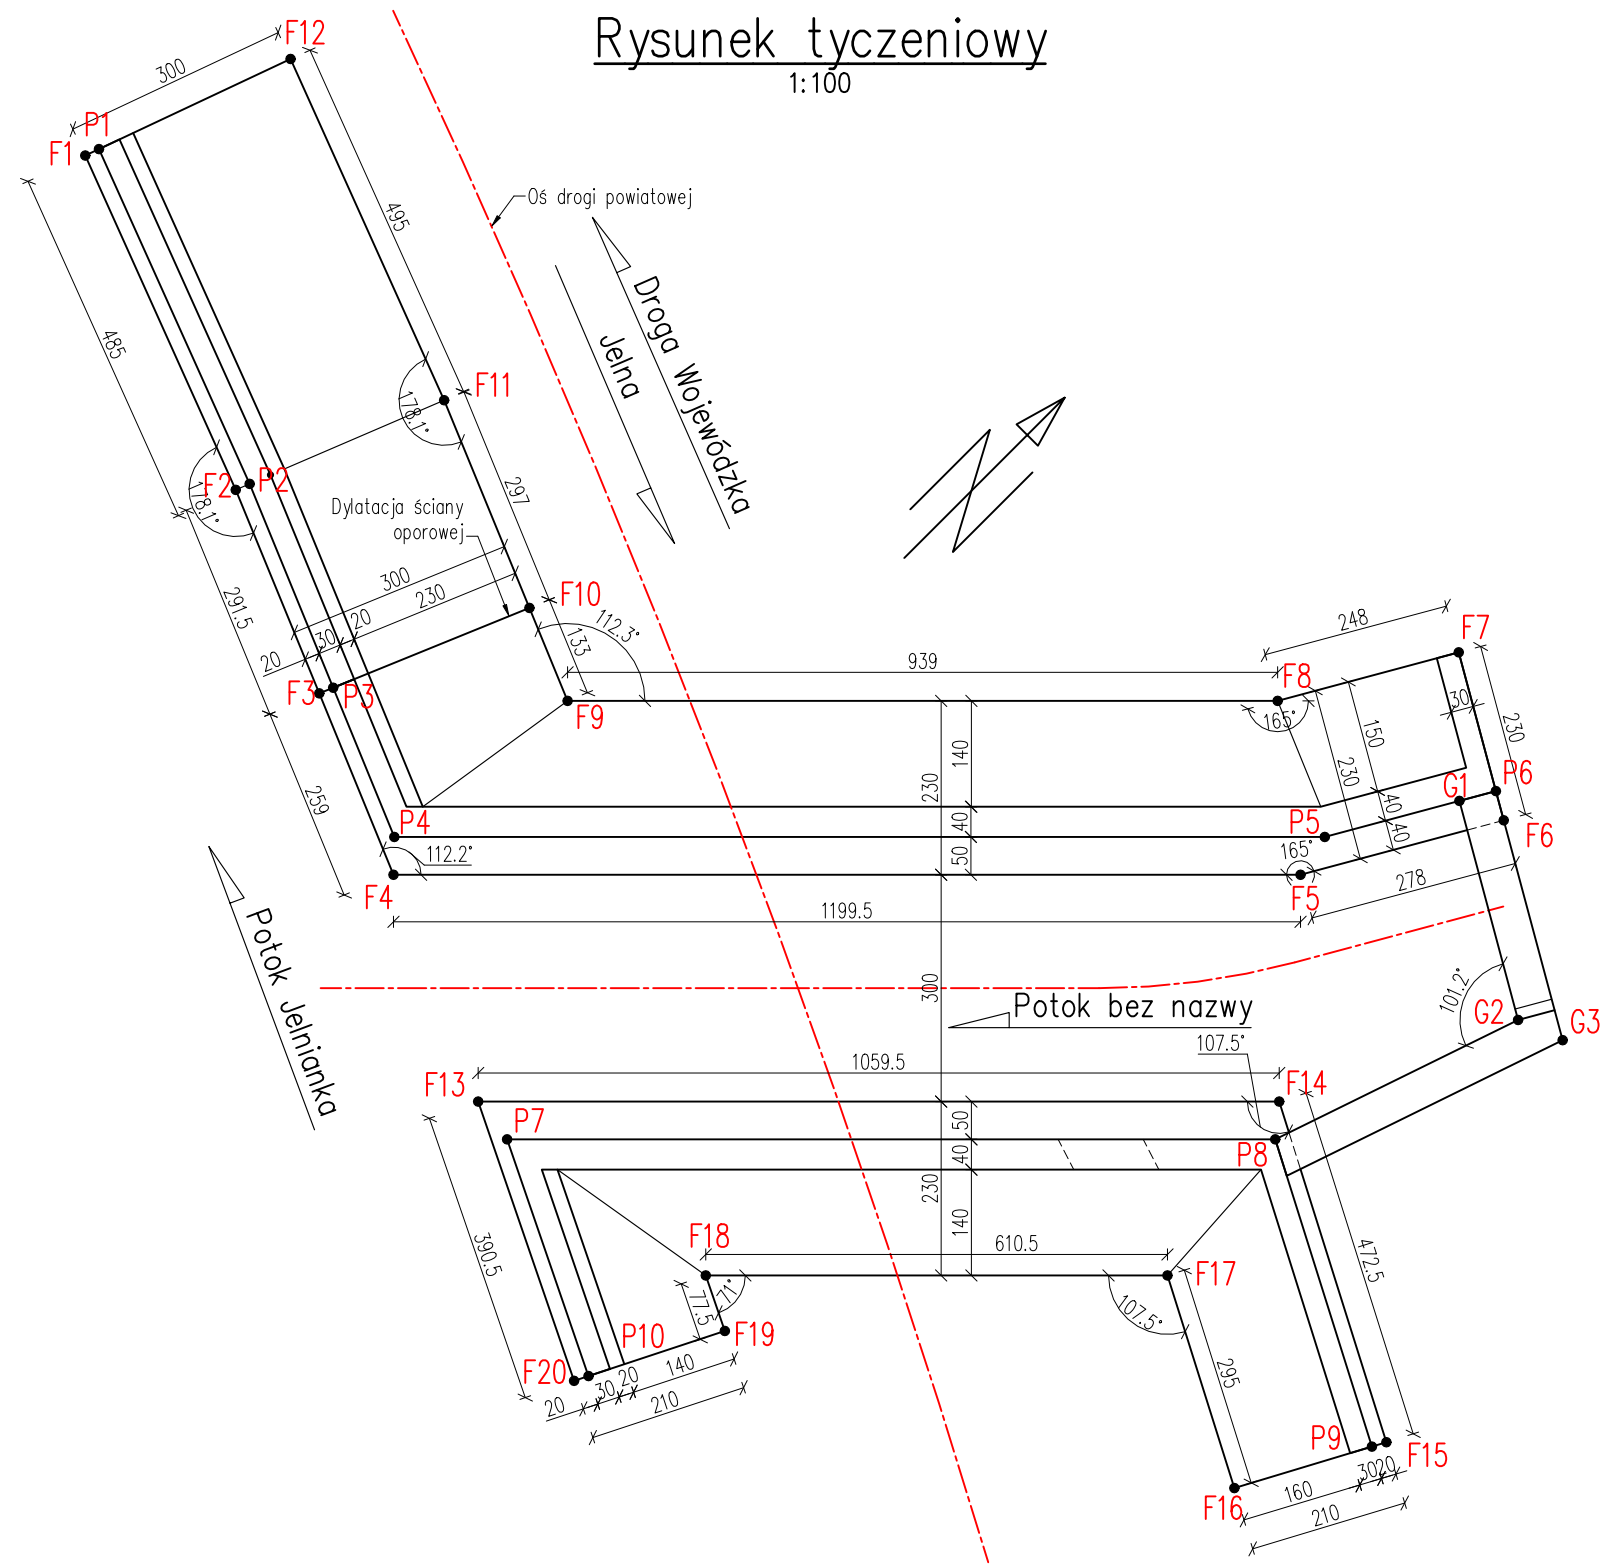 Rysunek tyczeniowy
1:100
F12
300
P1
F1
495
Oś drogi powiatowej
Droga Wojewódzka
Jelna
485
F11
178.1°
F2
P2
178.1°
297
Dylatacja ściany
oporowej
300
230
20
30
20
291.5
F10
112.3°
133
F3
P3
F9
939
248
F7
F8
165°
30
150
230
230
P6
G1
40
40
F6
140
230
40
50
259
P4
112.2°
F4
P5
165°
F5
278
1199.5
Potok Jelnianka
300
Potok bez nazwy
101.2°
G2
G3
107.5°
1059.5
F13
F14
P7
50
40
P8
230
140
390.5
F18
610.5
F17
71°
77.5
107.5°
472.5
P10
F19
F20
20
30
20
140
210
295
P9
F15
F16
160
30
20
210